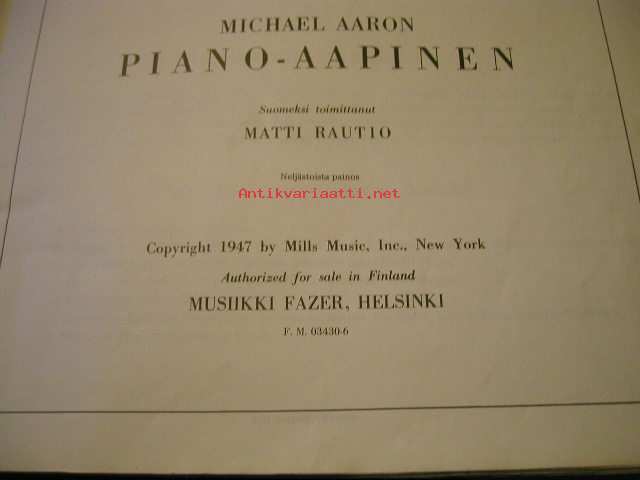 MICHAEL AARON
PIANO-AAPINEN
Suomeksi toimittanut
MATTI RAUTIO
Neljästoista painos
Antikvariaatti.net
Copyright 1947 by Mills Music, Inc., New York
Authorized for sale in Finland
MUSIIKKI FAZER, HELSINKI
F. M. 03430-6